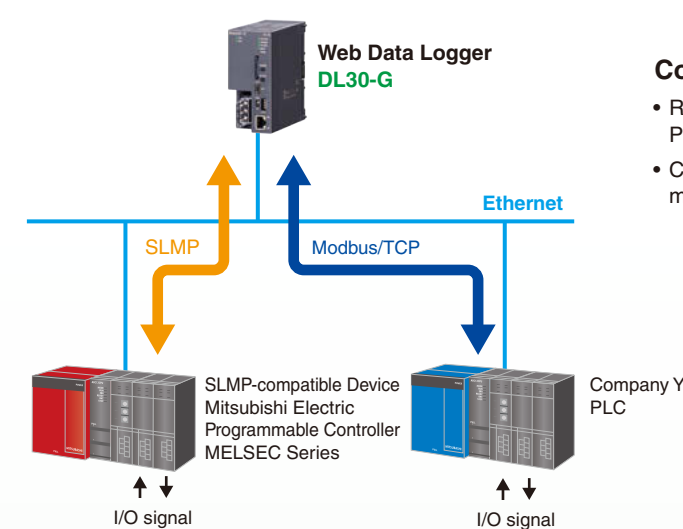 Web Data Logger
DL30-G
Co
• R
P
• C
m
Ethernet
SLMP
Modbus/TCP
SLMP-compatible Device
Mitsubishi Electric
Programmable Controller
MELSEC Series
Company Y
PLC
I/O signal
I/O signal